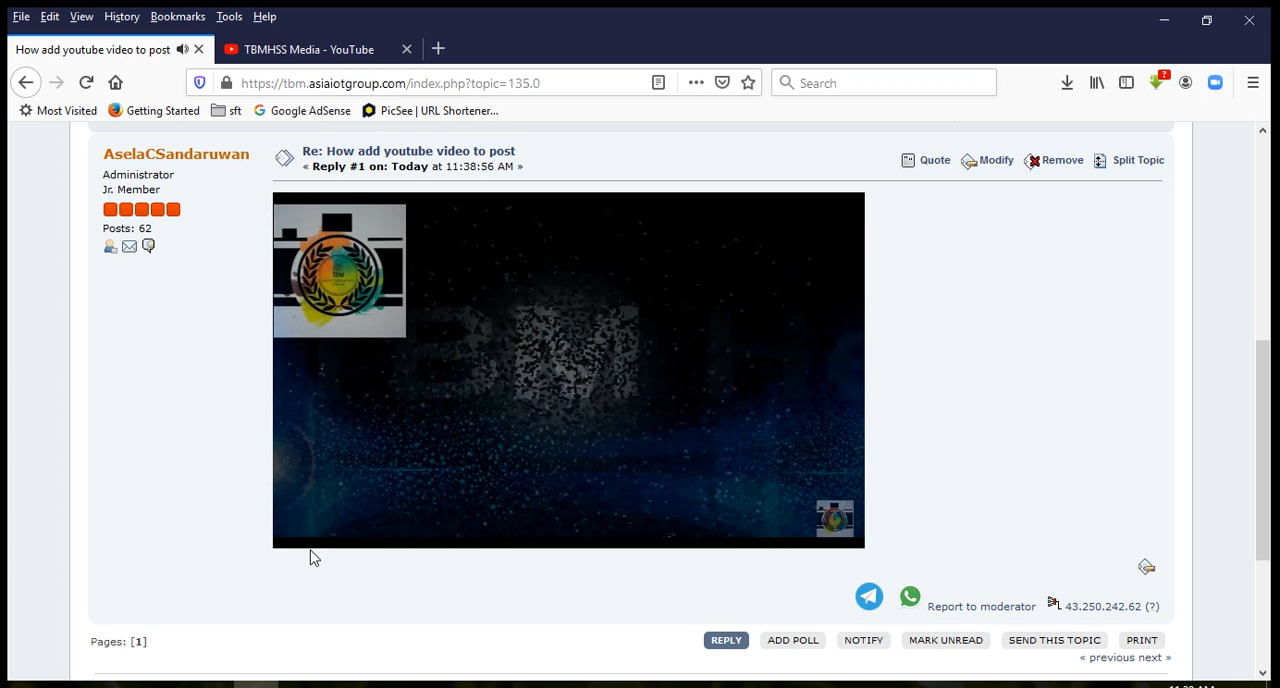 File Edit View History Bookmarks Tools Help
How add youtube video to post
TBMHSS Media - YouTube
https://tbm.asiaiotgroup.com/index.php?topic=135.0
Search
?
Most Visited Getting Started sft Google AdSense PicSee | URL Shortener...
AselaCSandaruwan
Administrator
Jr. Member
Posts: 62
Re: How add youtube video to post
« Reply #1 on: Today at 11:38:56 AM »
Quote Modify Remove Split Topic
TBM
Report to moderator 43.250.242.62 (?)
Pages: [1]
REPLY ADD POLL NOTIFY MARK UNREAD SEND THIS TOPIC PRINT
« previous next »